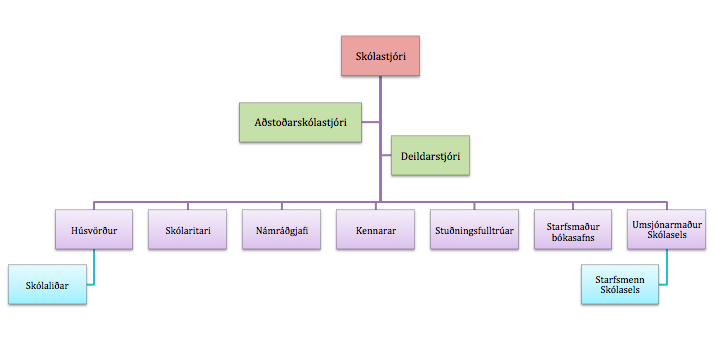 Skólastjóri
Aðstoðarskólastjóri
Deildarstjóri
Húsvörður
Skólaritari
Námráðgjafi
Kennarar
Stuðningsfulltrúar
Starfsmaður
bókasafns
Umsjónarmaður
Skólasels
Skólaliðar
Starfsmenn
Skólasels